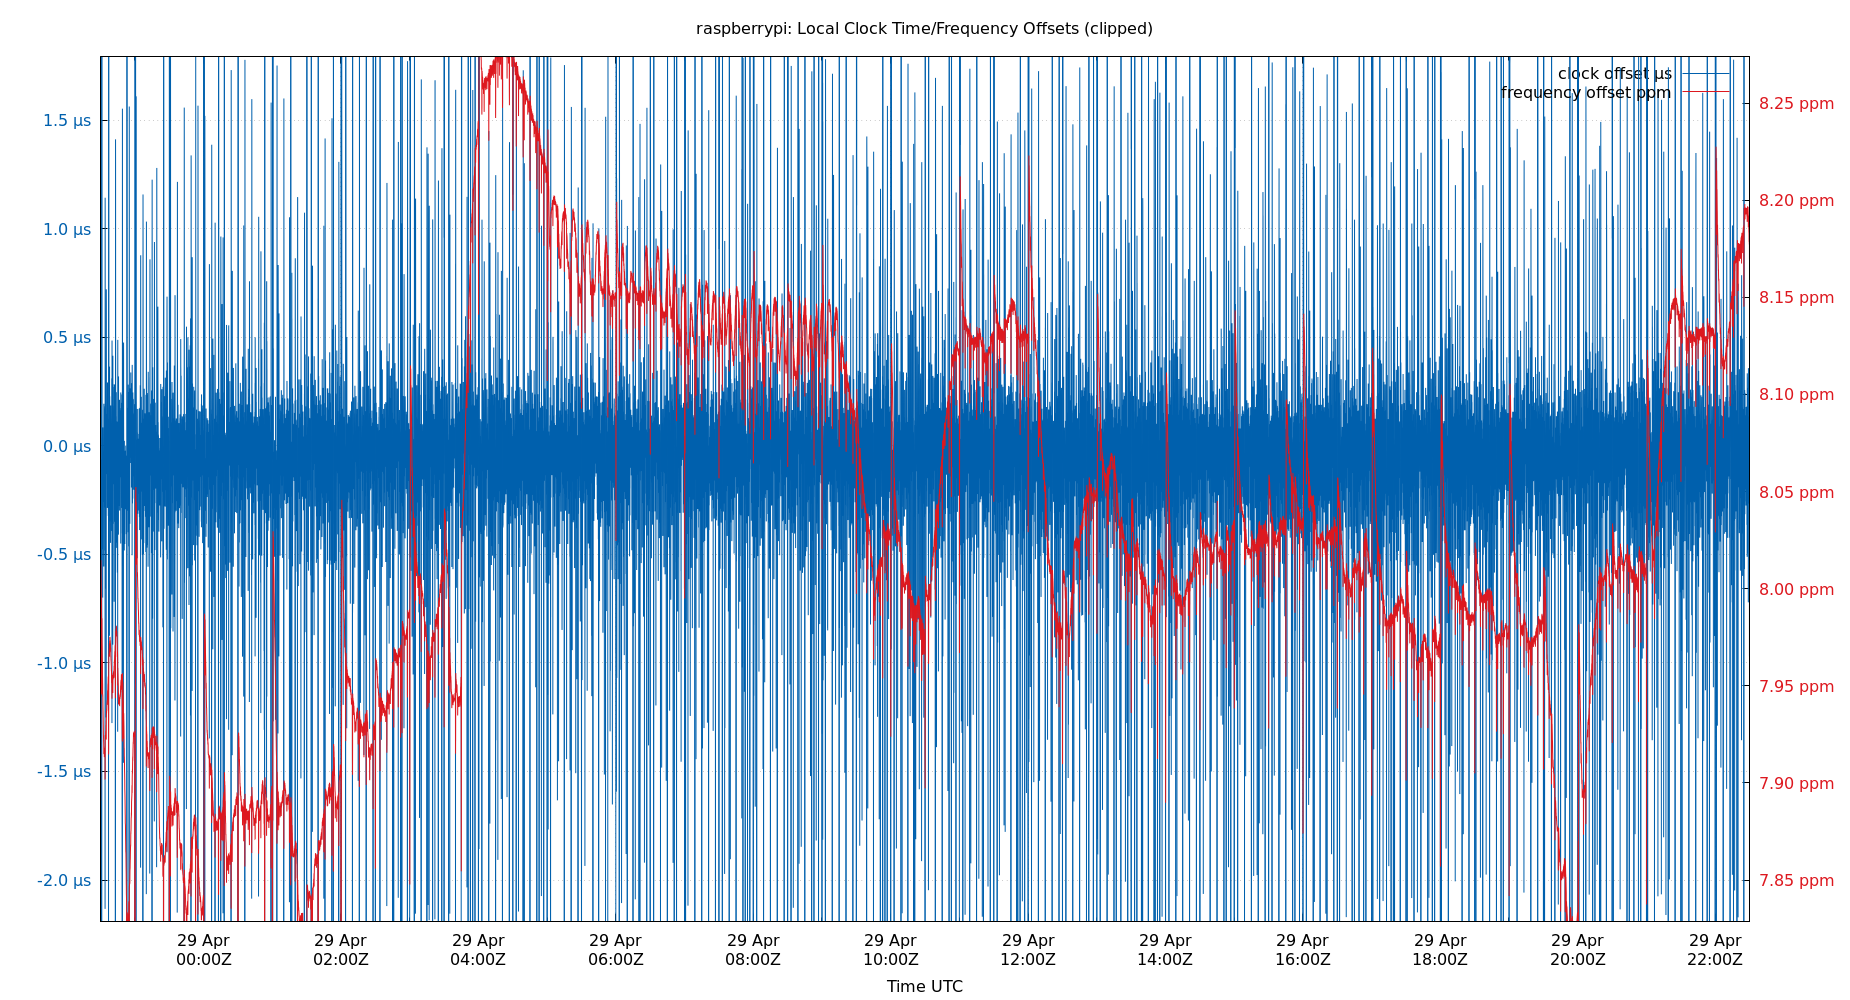 raspberrypi: Local Clock Time/Frequency Offsets (clipped)
clock offset µs
frequency offset ppm
1.5 µs
1.0 µs
0.5 µs
0.0 µs
-0.5 µs
-1.0 µs
-1.5 µs
-2.0 µs
8.25 ppm
8.20 ppm
8.15 ppm
8.10 ppm
8.05 ppm
8.00 ppm
7.95 ppm
7.90 ppm
7.85 ppm
29 Apr 29 Apr 29 Apr 29 Apr 29 Apr 29 Apr 29 Apr 29 Apr 29 Apr 29 Apr 29 Apr 29 Apr
00:00Z 02:00Z 04:00Z 06:00Z 08:00Z 10:00Z 12:00Z 14:00Z 16:00Z 18:00Z 20:00Z 22:00Z
Time UTC